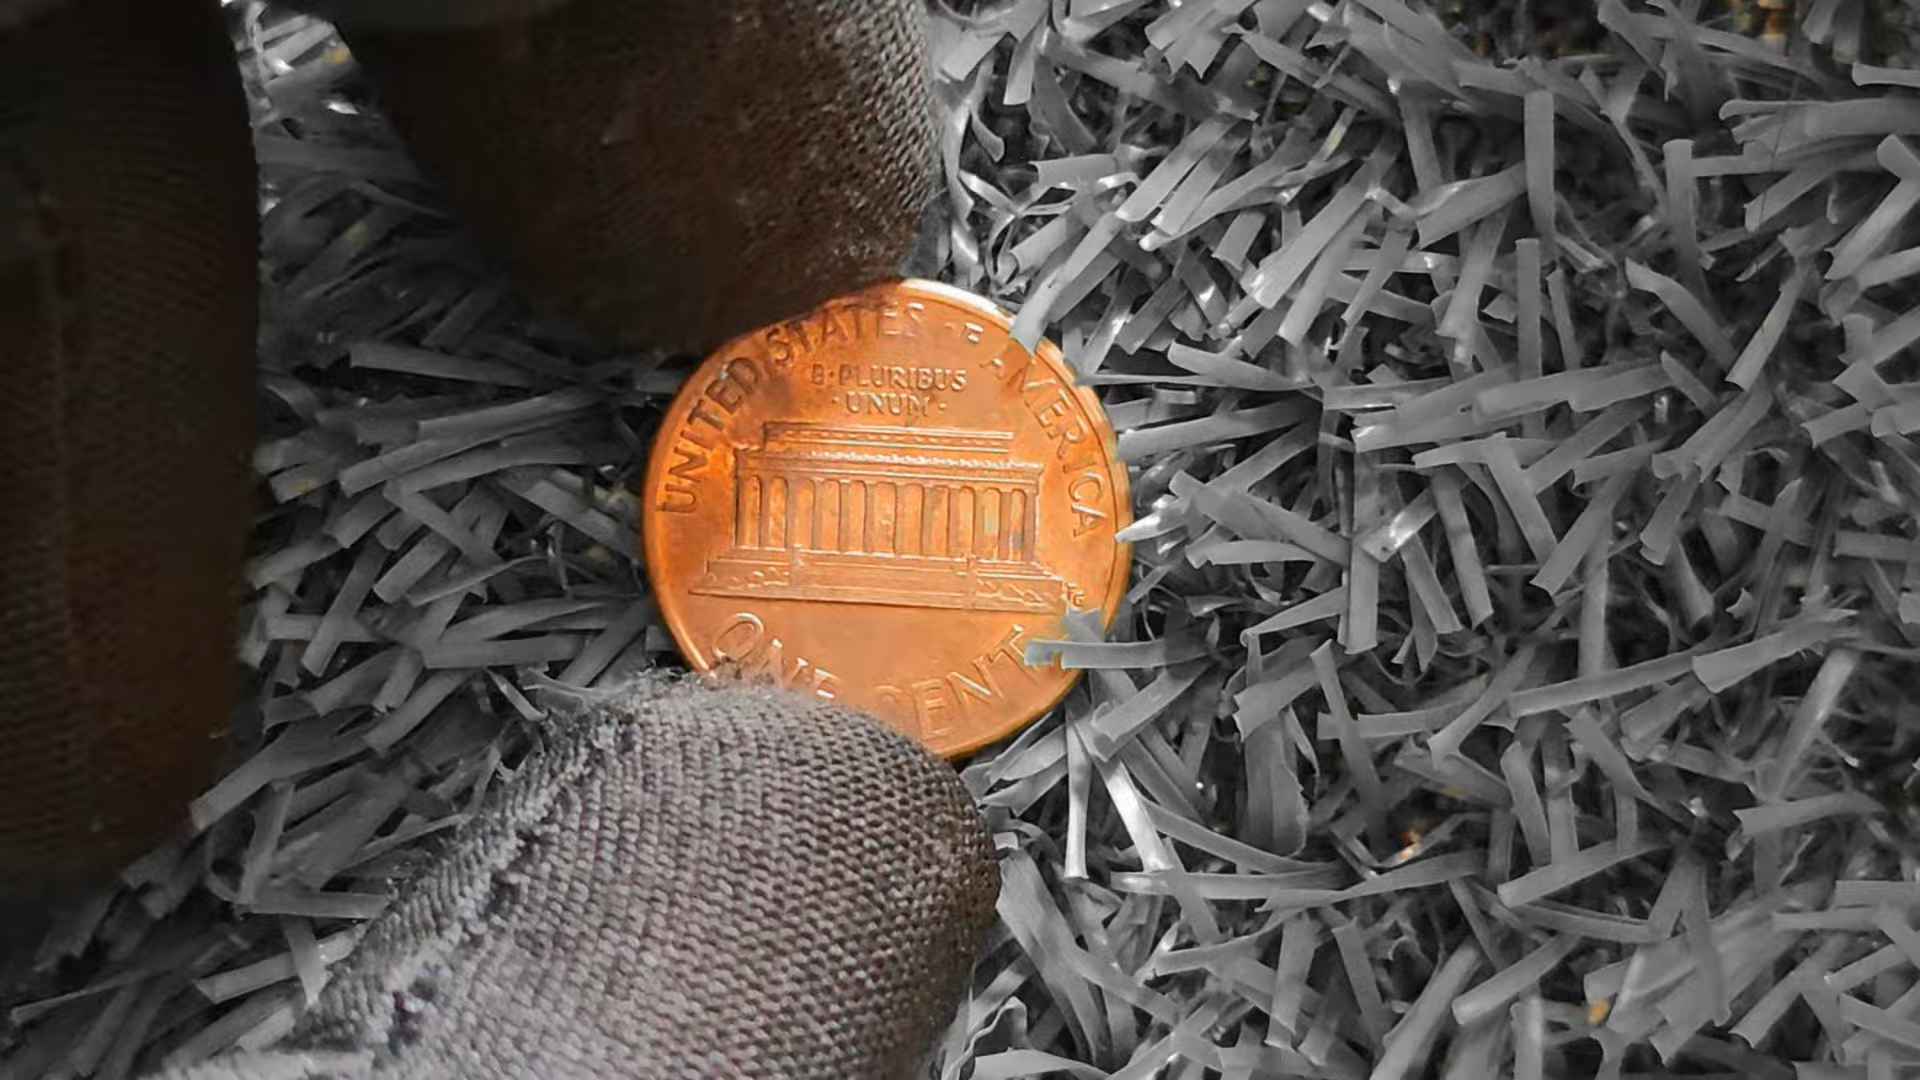 UNITED STATES OF AMERICA
E·PLURIBUS
·UNUM·
ONE CENT